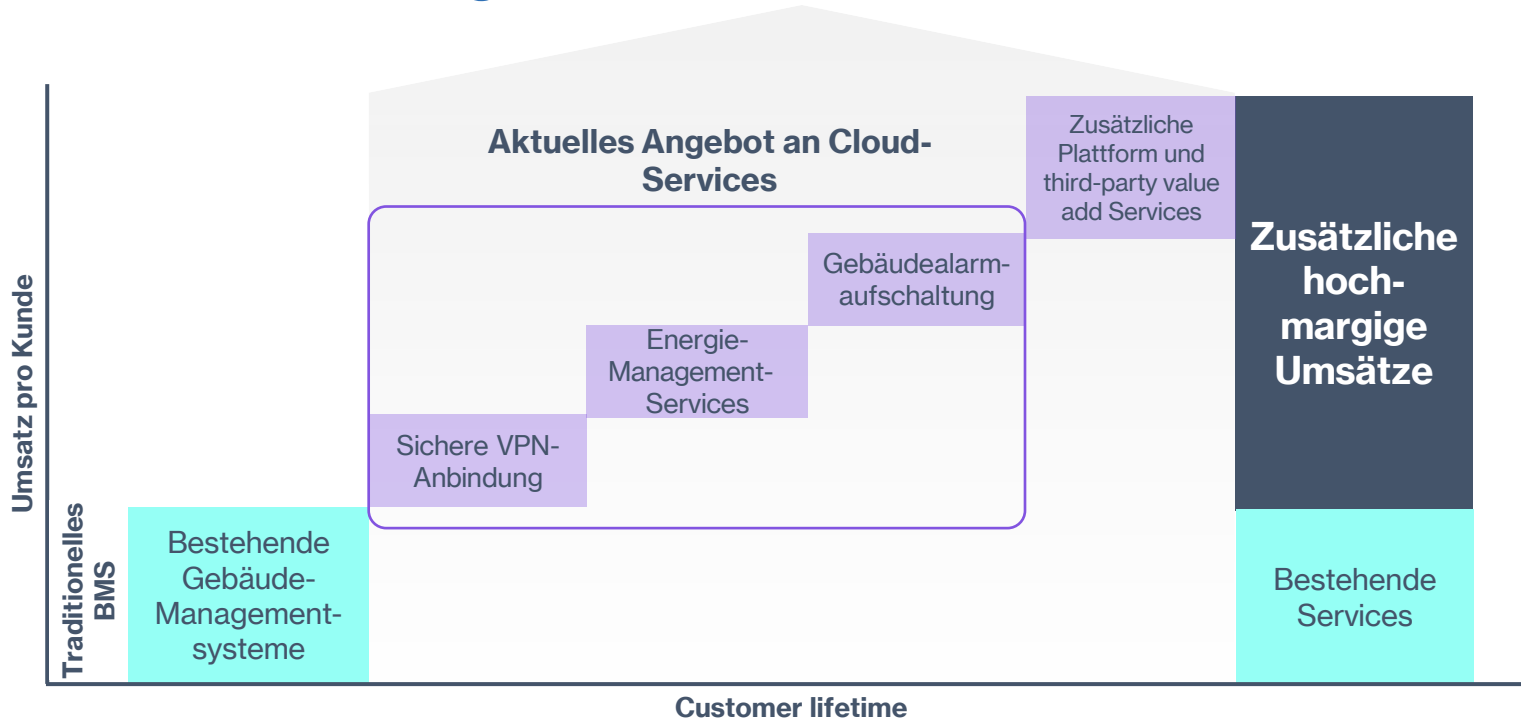 Aktuelles Angebot an Cloud-
Services
Zusätzliche
Plattform und
third-party value
add Services
Gebäudealarm-
aufschaltung
Energie-
Management-
Services
Sichere VPN-
Anbindung
Bestehende
Gebäude-
Management-
systeme
Zusätzliche
hoch-
margige
Umsätze
Bestehende
Services
Umsatz pro Kunde
Traditionelles
BMS
Customer lifetime